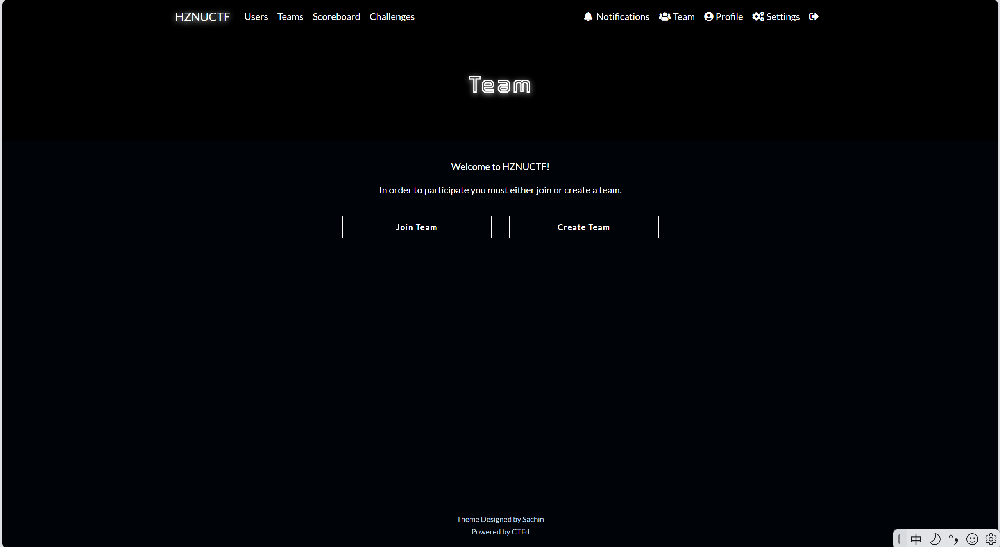 HZNUCTF Users Teams Scoreboard Challenges Notifications Team Profile Settings
Team
Welcome to HZNUCTF!
In order to participate you must either join or create a team.
Join Team Create Team
Theme Designed by Sachin
Powered by CTFd
中